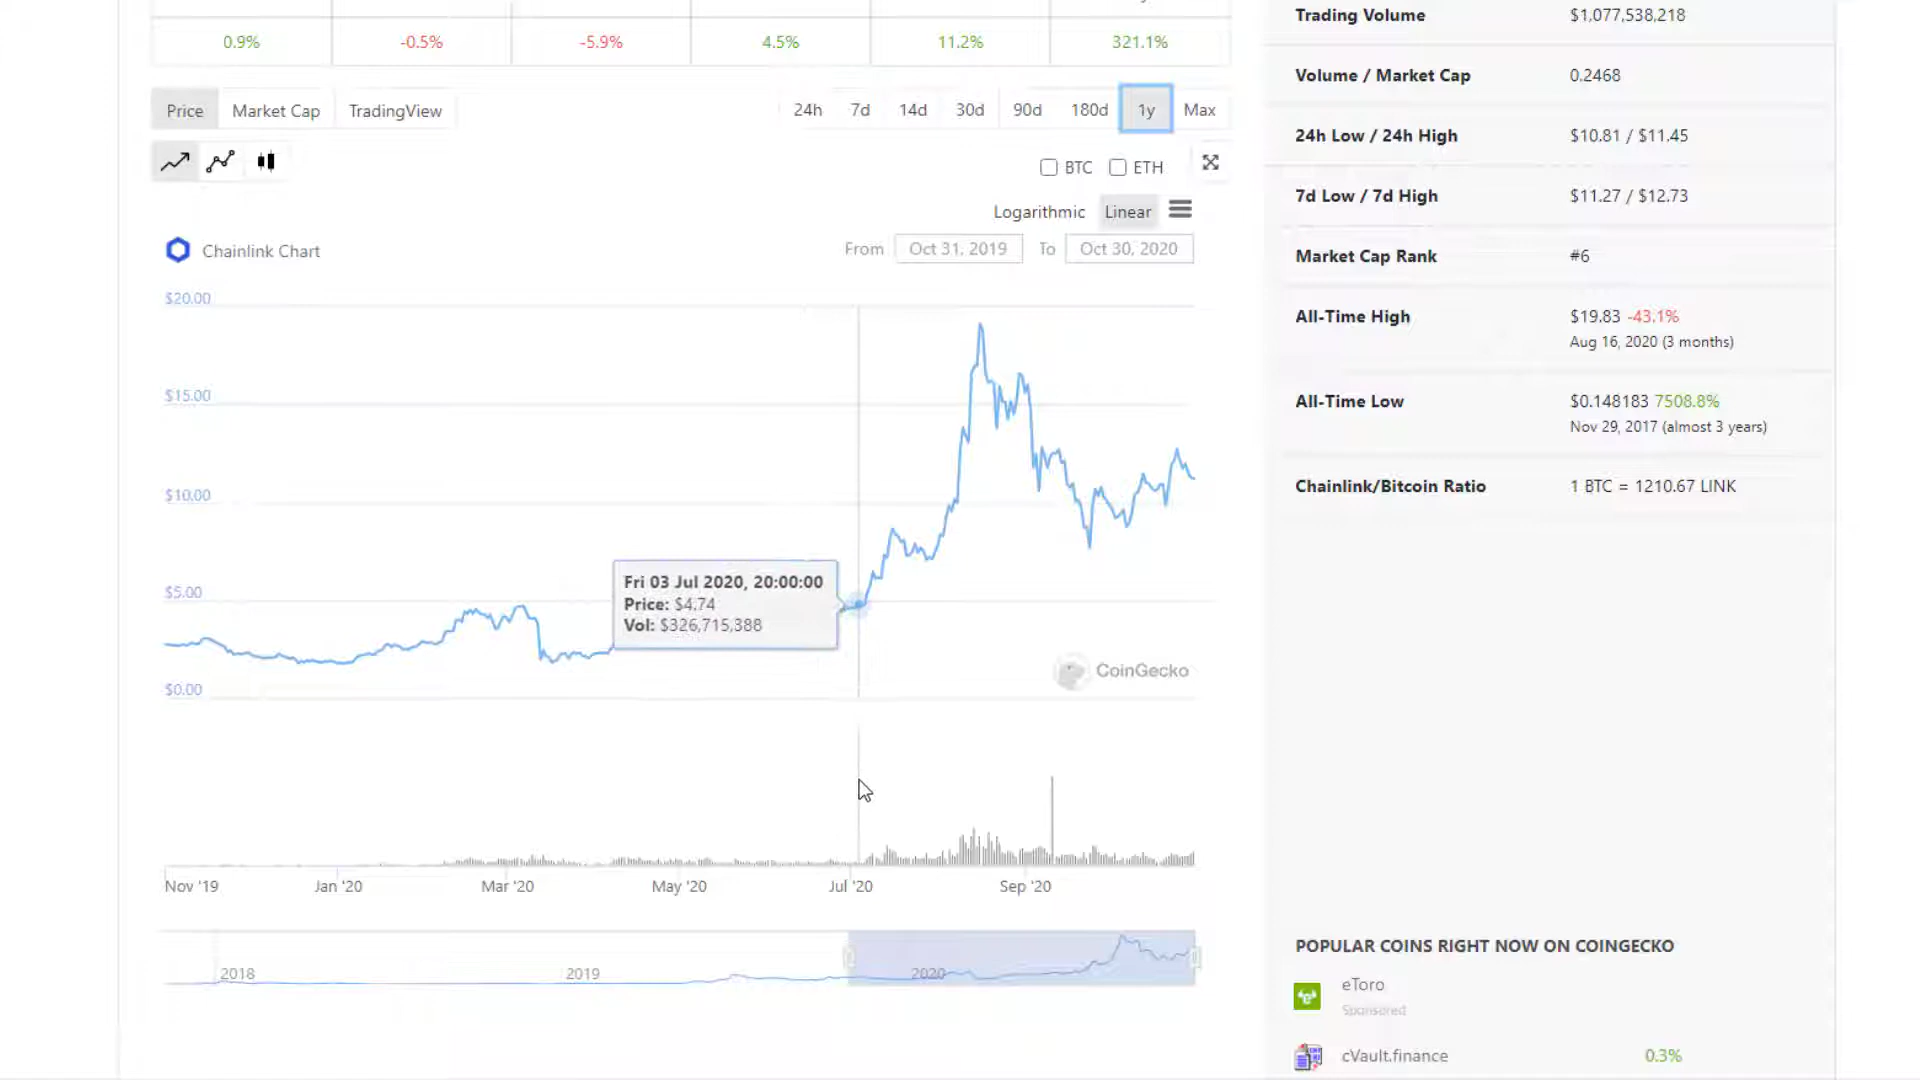 0.9% -0.5% -5.9% 4.5% 11.2% 321.1%
Price Market Cap TradingView 24h 7d 14d 30d 90d 180d 1y Max
BTC ETH
Logarithmic Linear
Chainlink Chart From Oct 31, 2019 To Oct 30, 2020
$20.00
$15.00
$10.00
$5.00
$0.00
Fri 03 Jul 2020, 20:00:00
Price: $4.74
Vol: $326,715,388
CoinGecko
Nov '19 Jan '20 Mar '20 May '20 Jul '20 Sep '20
2018 2019 2020
Trading Volume $1,077,538,218
Volume / Market Cap 0.2468
24h Low / 24h High $10.81 / $11.45
7d Low / 7d High $11.27 / $12.73
Market Cap Rank #6
All-Time High $19.83 -43.1%
Aug 16, 2020 (3 months)
All-Time Low $0.148183 7508.8%
Nov 29, 2017 (almost 3 years)
Chainlink/Bitcoin Ratio 1 BTC = 1210.67 LINK
POPULAR COINS RIGHT NOW ON COINGECKO
eToro
Sponsored
cVault.finance 0.3%